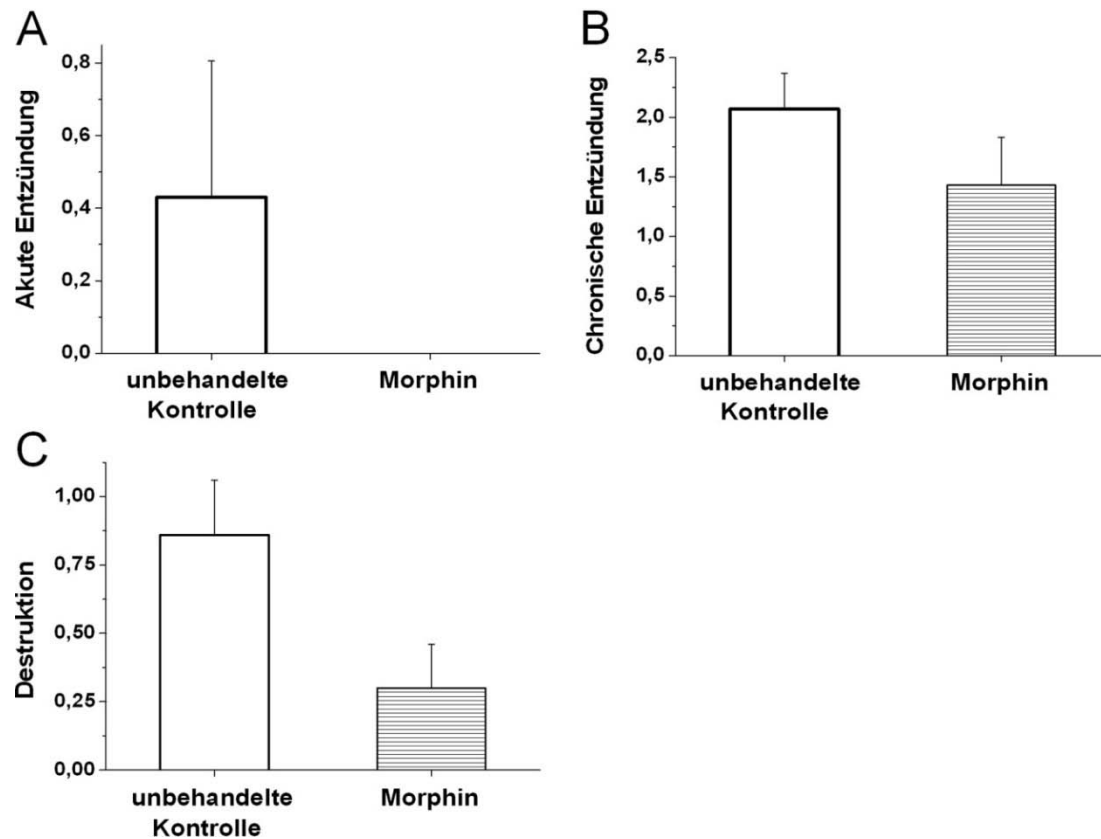 A
Akute Entzündung
0,8
0,6
0,4
0,2
0,0
unbehandelte
Kontrolle
Morphin
B
Chronische Entzündung
2,5
2,0
1,5
1,0
0,5
0,0
unbehandelte
Kontrolle
Morphin
C
Destruktion
1,00
0,75
0,50
0,25
0,00
unbehandelte
Kontrolle
Morphin